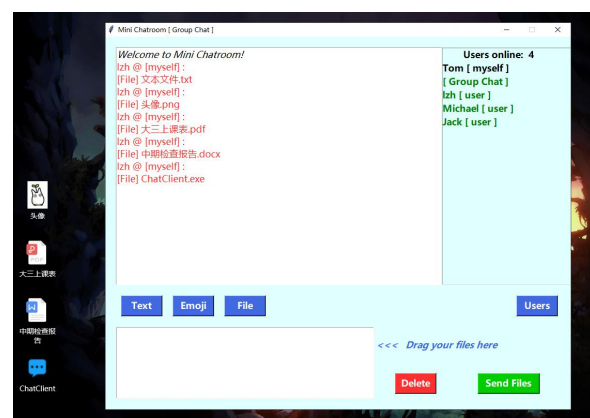 Mini Chatroom [ Group Chat ]
Welcome to Mini Chatroom!
lzh @ [myself] :
[File] 文本文件.txt
lzh @ [myself] :
[File] 头像.png
lzh @ [myself] :
[File] 大三上课表.pdf
lzh @ [myself] :
[File] 中期检查报告.docx
lzh @ [myself] :
[File] ChatClient.exe
Users online: 4
Tom [ myself ]
[ Group Chat ]
lzh [ user ]
Michael [ user ]
Jack [ user ]
头像
大三上课表
中期检查报
告
ChatClient
Text
Emoji
File
Users
<<< Drag your files here
Delete
Send Files